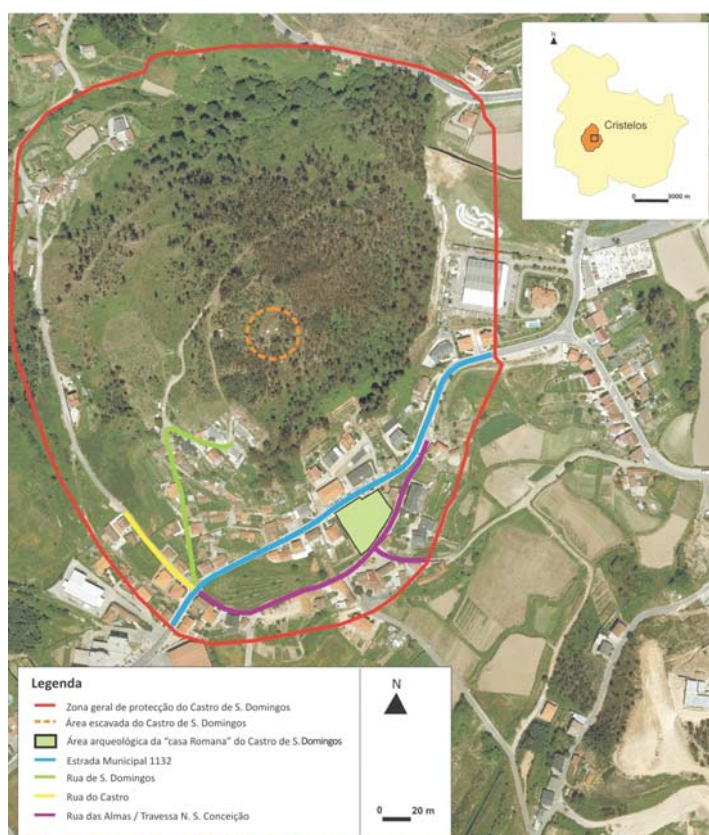 N
Cristelos
0 3000 m
Legenda
Zona geral de protecção do Castro de S. Domingos
Área escavada do Castro de S. Domingos
Área arqueológica da “casa Romana” do Castro de S. Domingos
Estrada Municipal 1132
Rua de S. Domingos
Rua do Castro
Rua das Almas / Travessa N. S. Conceição
N
0 20 m